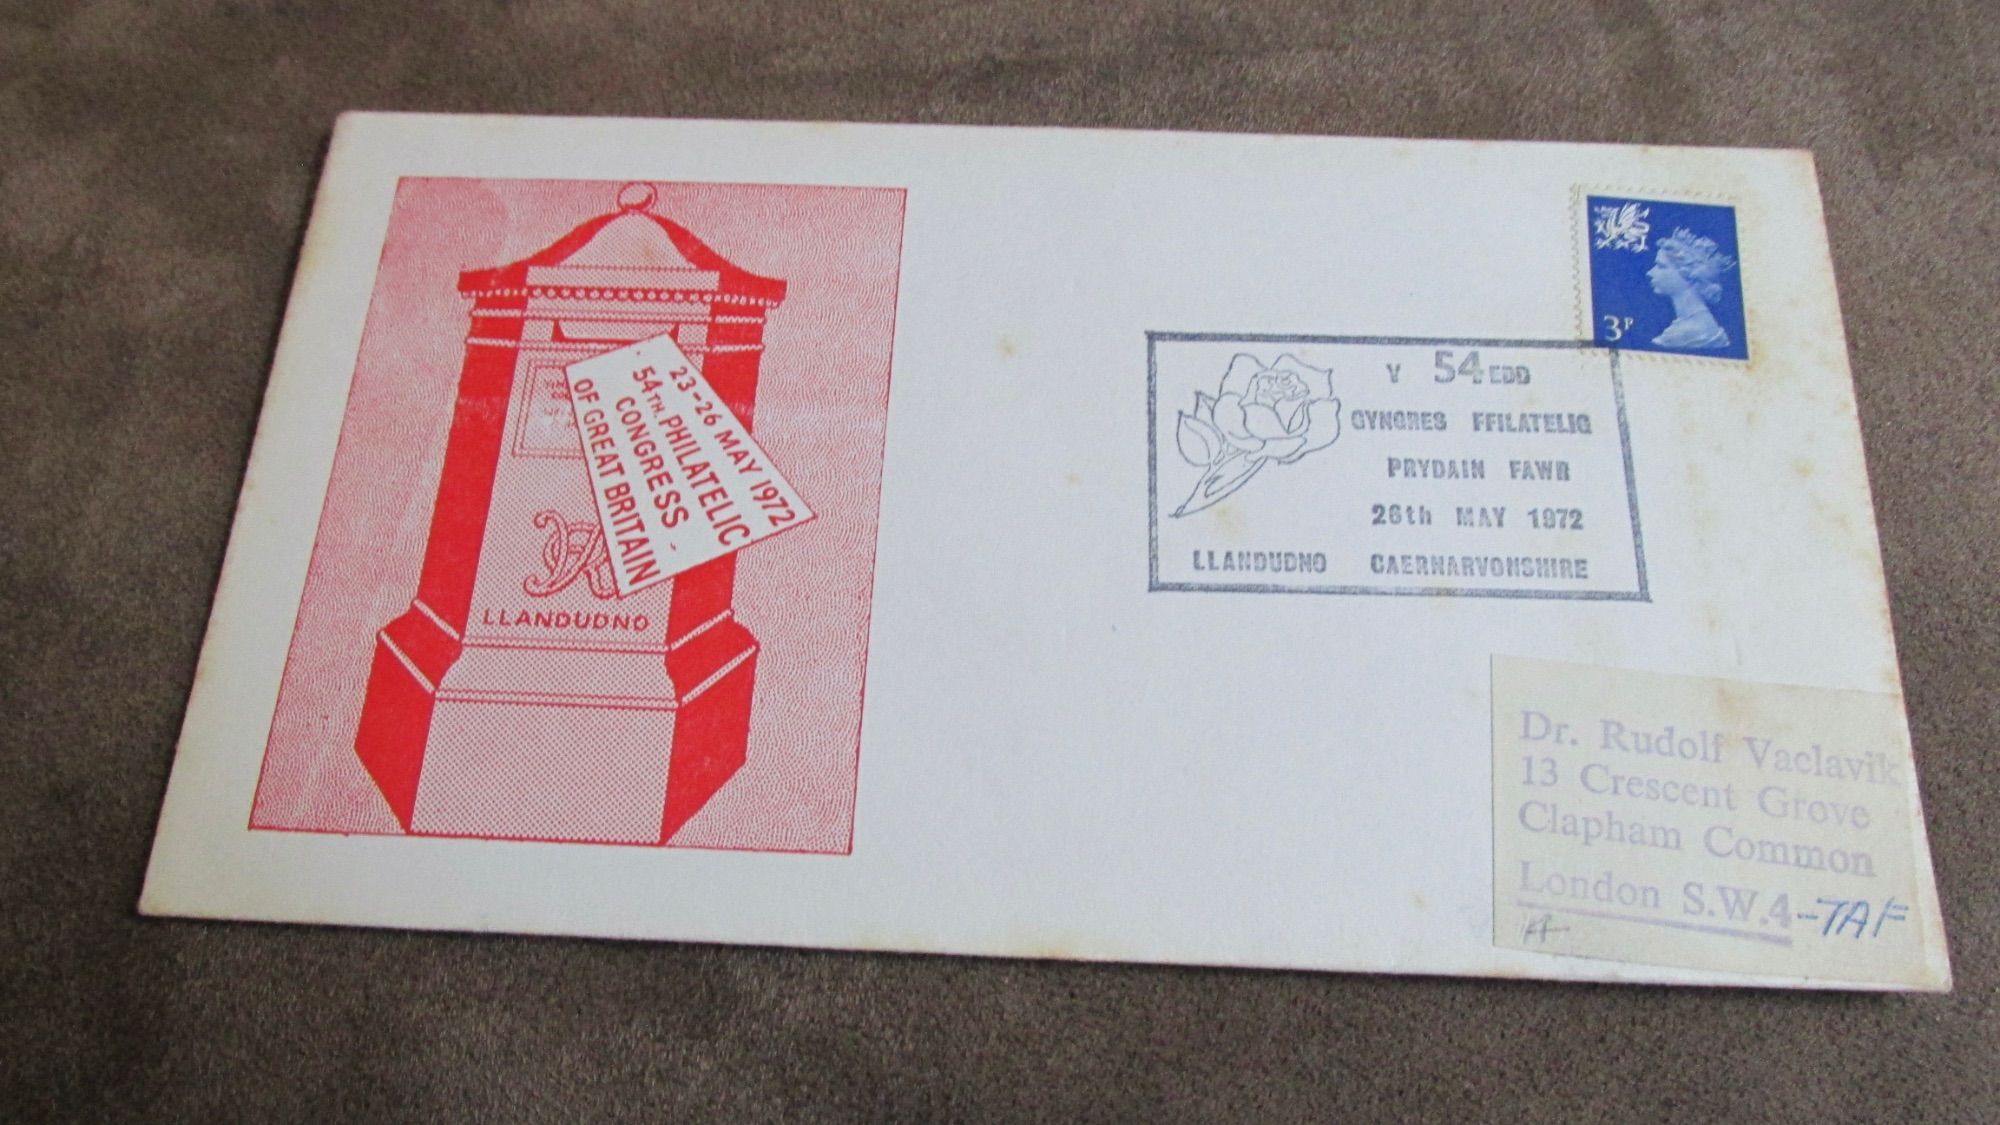 23-26 MAY 1972
54TH. PHILATELIC
CONGRESS
OF GREAT BRITAIN
LLANDUDNO
3P
Y 54EDD
GYNGRES FFILATELIG
PRYDAIN FAWR
26th MAY 1972
LLANDUDNO CAERNARVONSHIRE
Dr. Rudolf Vaclavik
13 Crescent Grove
Clapham Common
London S.W.4-7AF